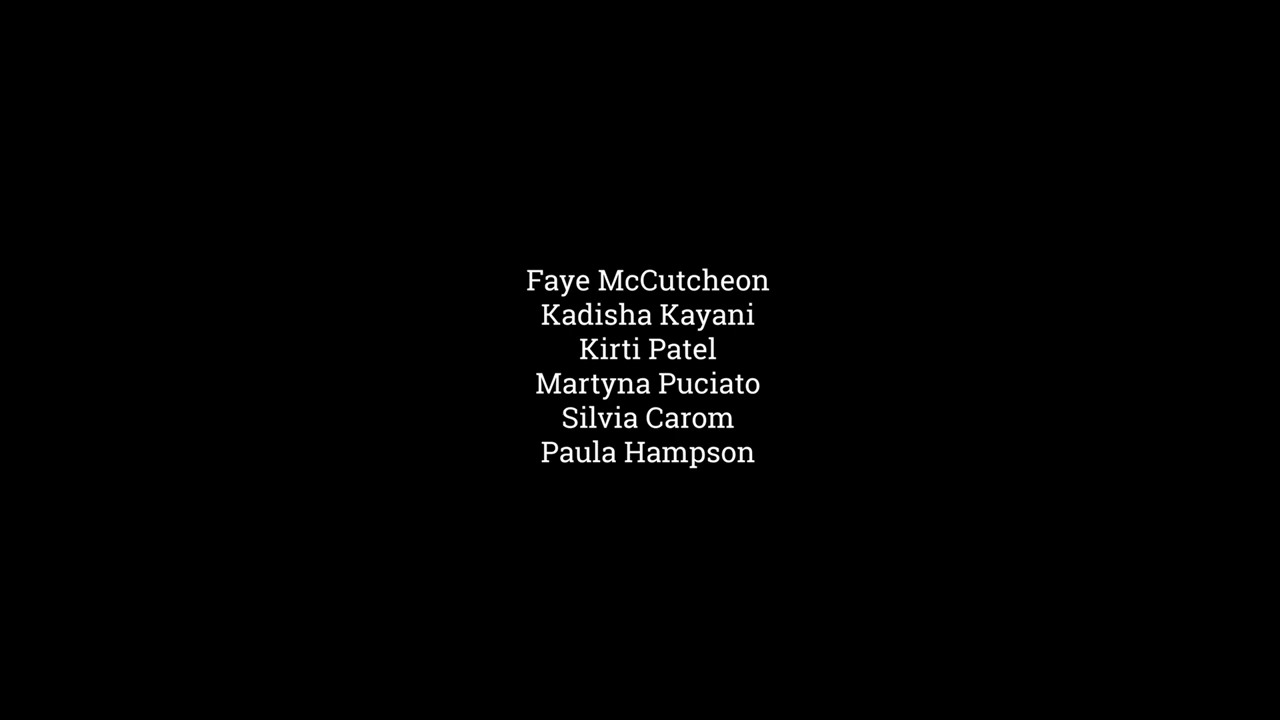 Faye McCutcheon
Kadisha Kayani
Kirti Patel
Martyna Puciato
Silvia Carom
Paula Hampson